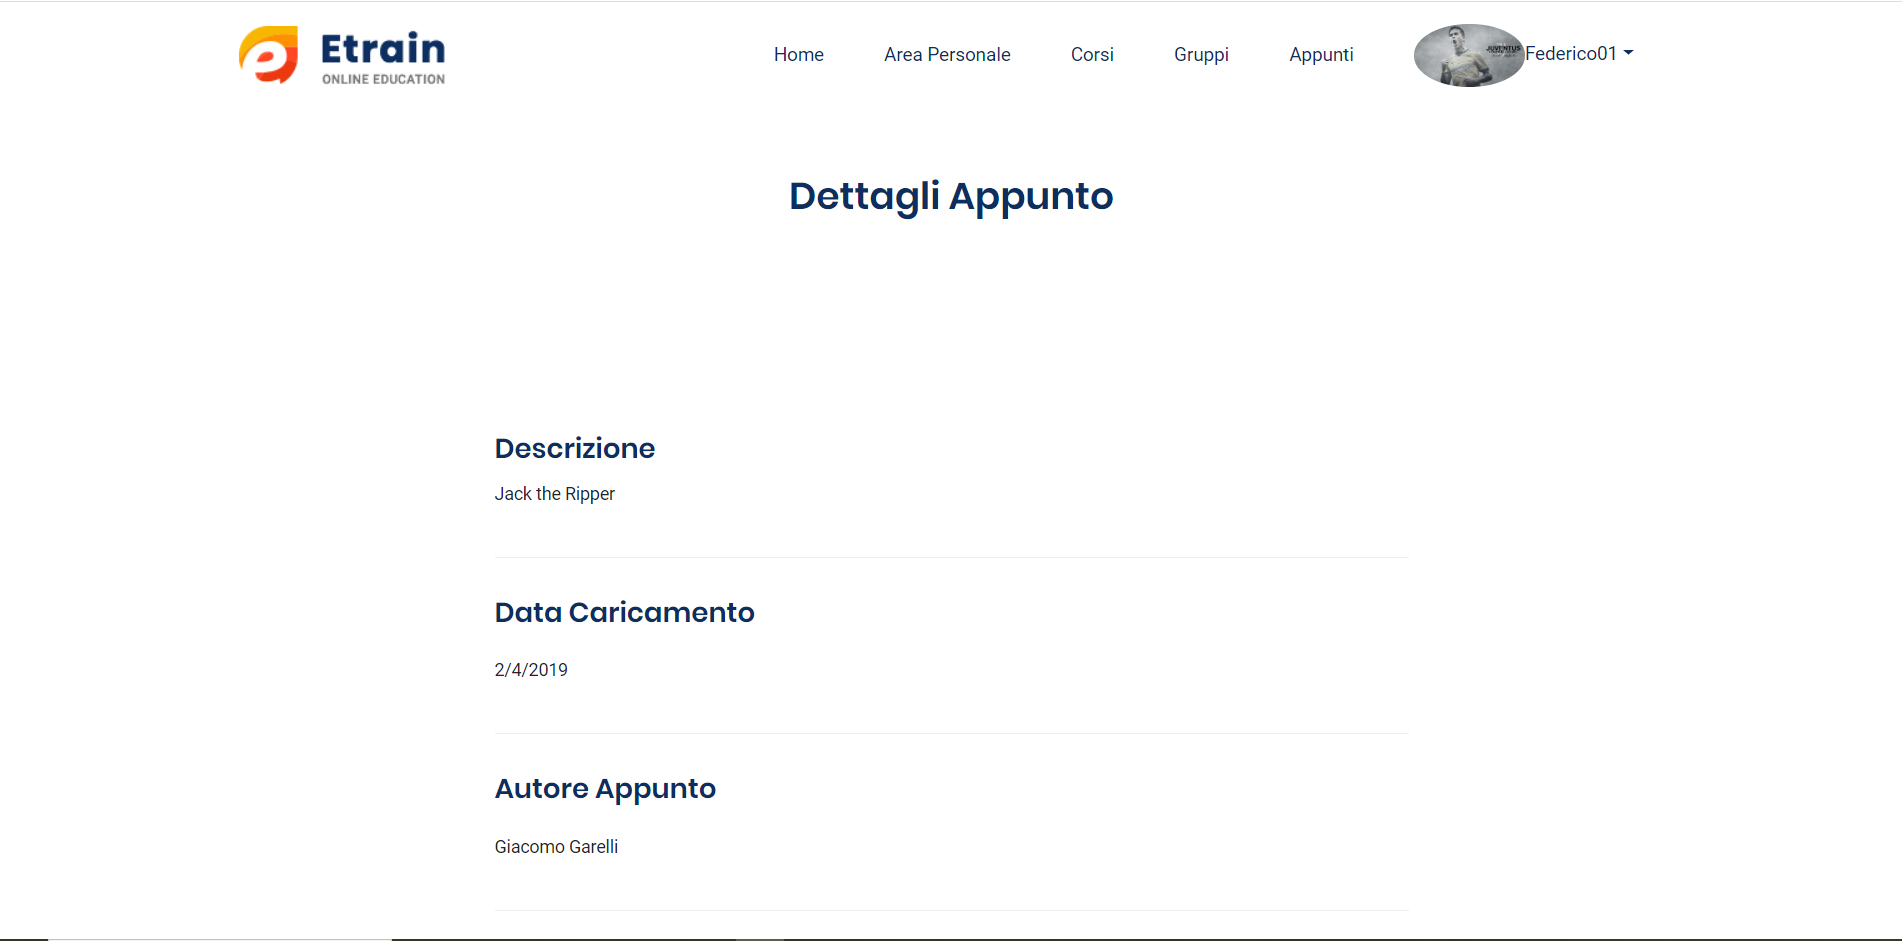 Etrain
ONLINE EDUCATION
Home Area Personale Corsi Gruppi Appunti JUVENTUS Federico01
Dettagli Appunto
Descrizione
Jack the Ripper
Data Caricamento
2/4/2019
Autore Appunto
Giacomo Garelli